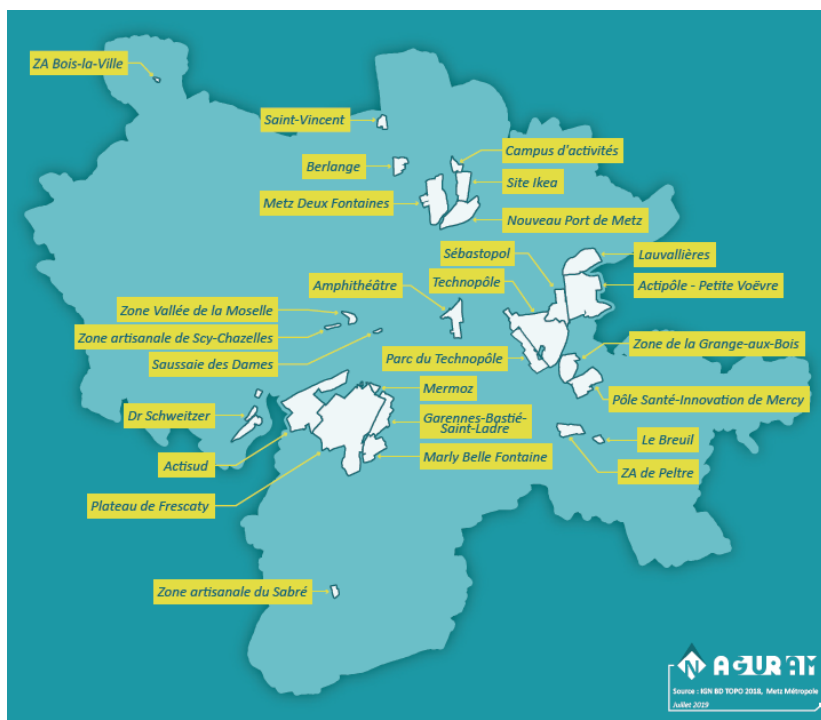 ZA Bois-la-Ville
Saint-Vincent
Berlange
Campus d'activités
Site Ikea
Metz Deux Fontaines
Nouveau Port de Metz
Sébastopol
Lauvallières
Technopôle
Amphithéâtre
Actipôle - Petite Voëvre
Zone Vallée de la Moselle
Zone artisanale de Scy-Chazelles
Zone de la Grange-aux-Bois
Saussaie des Dames
Parc du Technopôle
Mermoz
Pôle Santé-Innovation de Mercy
Dr Schweitzer
Garennes-Bastié-
Saint-Ladre
Le Breuil
Marly Belle Fontaine
Actisud
ZA de Peltre
Plateau de Frescaty
Zone artisanale du Sabré
N AGURAM
Source : IGN BD TOPO 2018, Metz Métropole
Juillet 2019